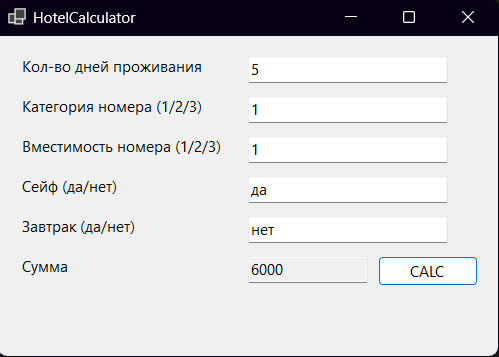 HotelCalculator
Кол-во дней проживания 5
Категория номера (1/2/3) 1
Вместимость номера (1/2/3) 1
Сейф (да/нет) да
Завтрак (да/нет) нет
Сумма 6000 CALC